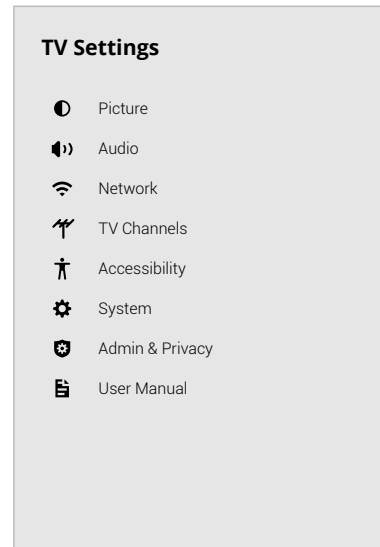 TV Settings
Picture
Audio
Network
TV Channels
Accessibility
System
Admin & Privacy
User Manual